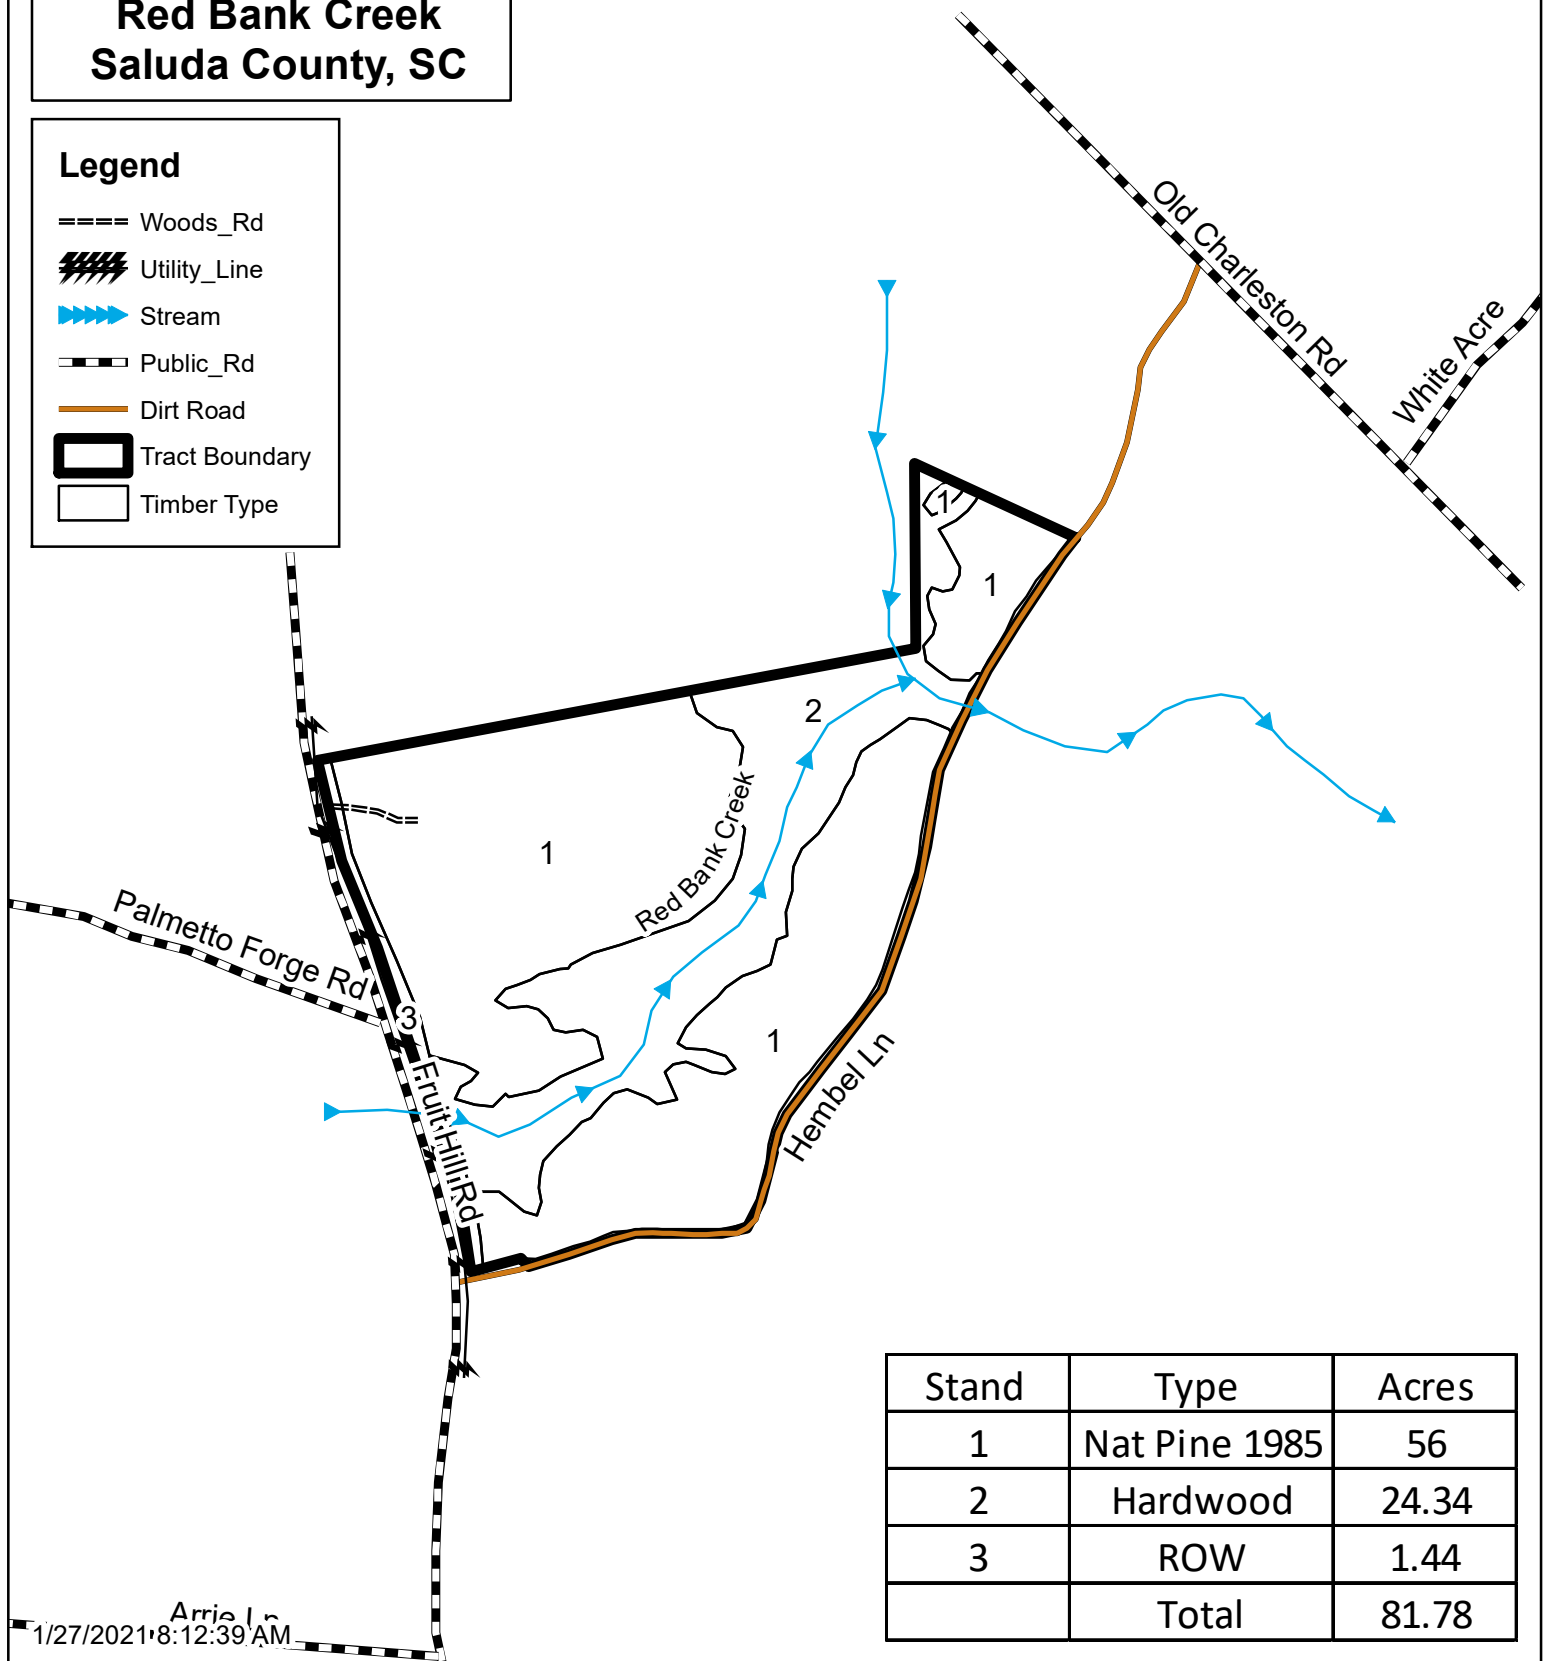 Red Bank Creek
Saluda County, SC
Legend
Woods_Rd
Utility_Line
Stream
Public_Rd
Dirt Road
Tract Boundary
Timber Type
Old Charleston Rd
White Acre
1
1
2
Red Bank Creek
1
Palmetto Forge Rd
3
1
Fruit Hill Rd
Hembel Ln
Stand Type Acres
1 Nat Pine 1985 56
2 Hardwood 24.34
3 ROW 1.44
Total 81.78
Arrie Ln
1/27/2021 8:12:39 AM